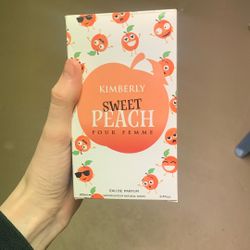 KIMBERLY
SWEET
PEACH
POUR FEMME
EAU DE PARFUM